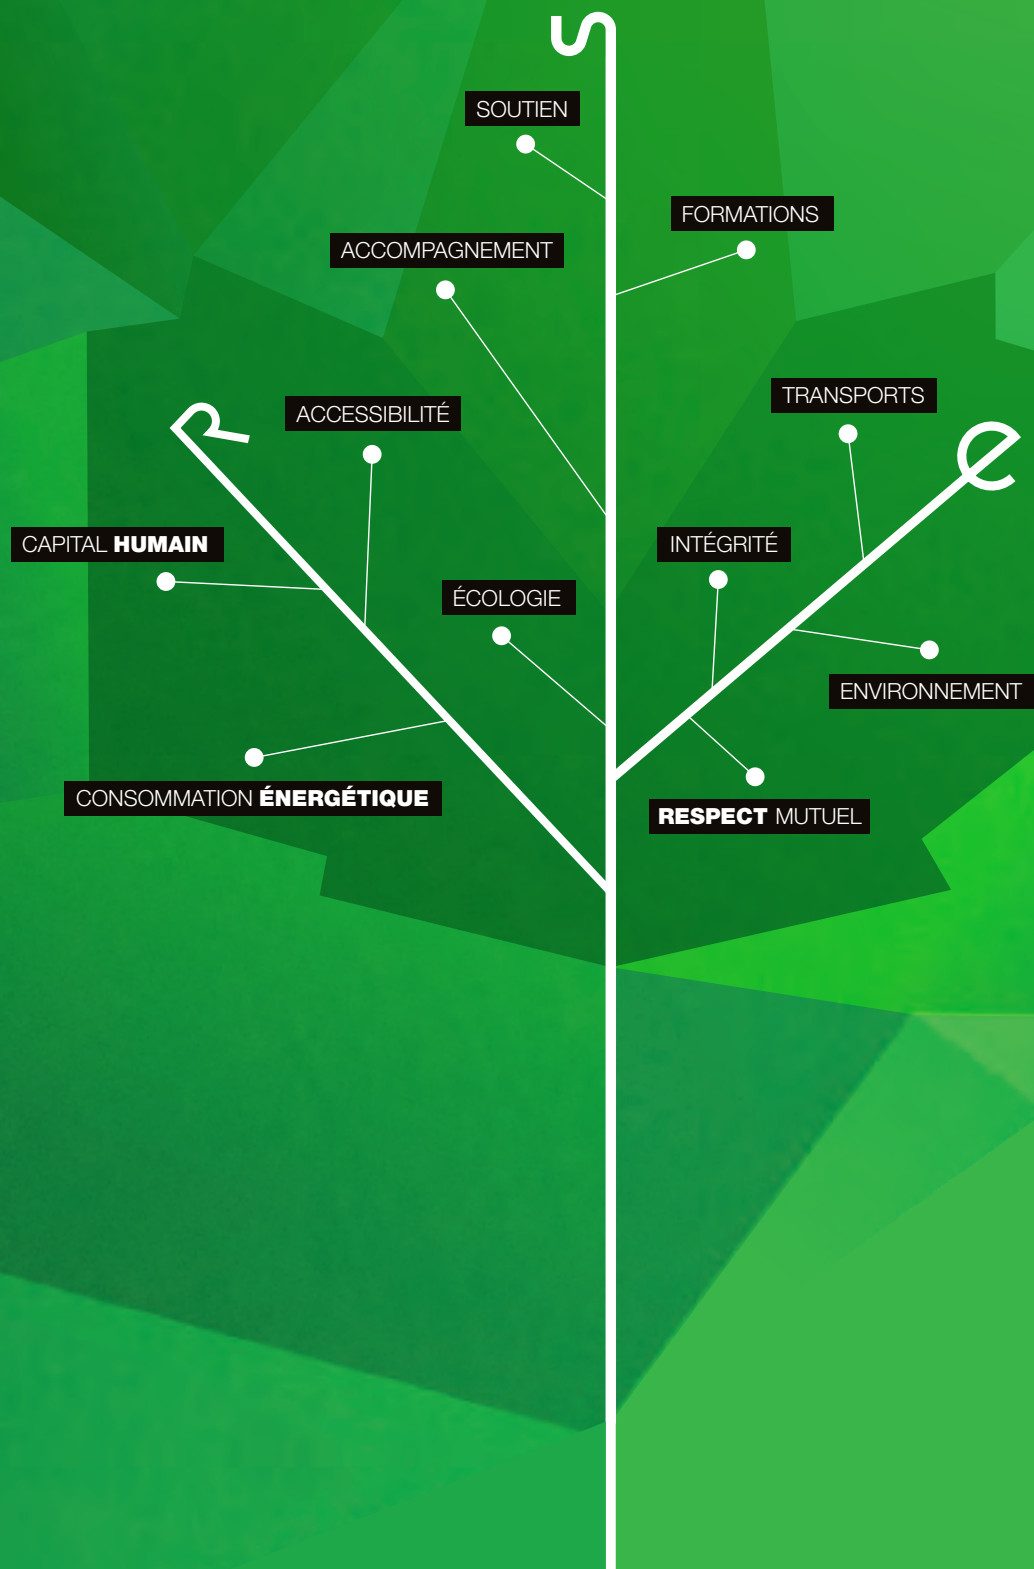 S
SOUTIEN
FORMATIONS
ACCOMPAGNEMENT
TRANSPORTS
R
ACCESSIBILITÉ
e
CAPITAL HUMAIN
INTÉGRITÉ
ÉCOLOGIE
ENVIRONNEMENT
CONSOMMATION ÉNERGÉTIQUE
RESPECT MUTUEL